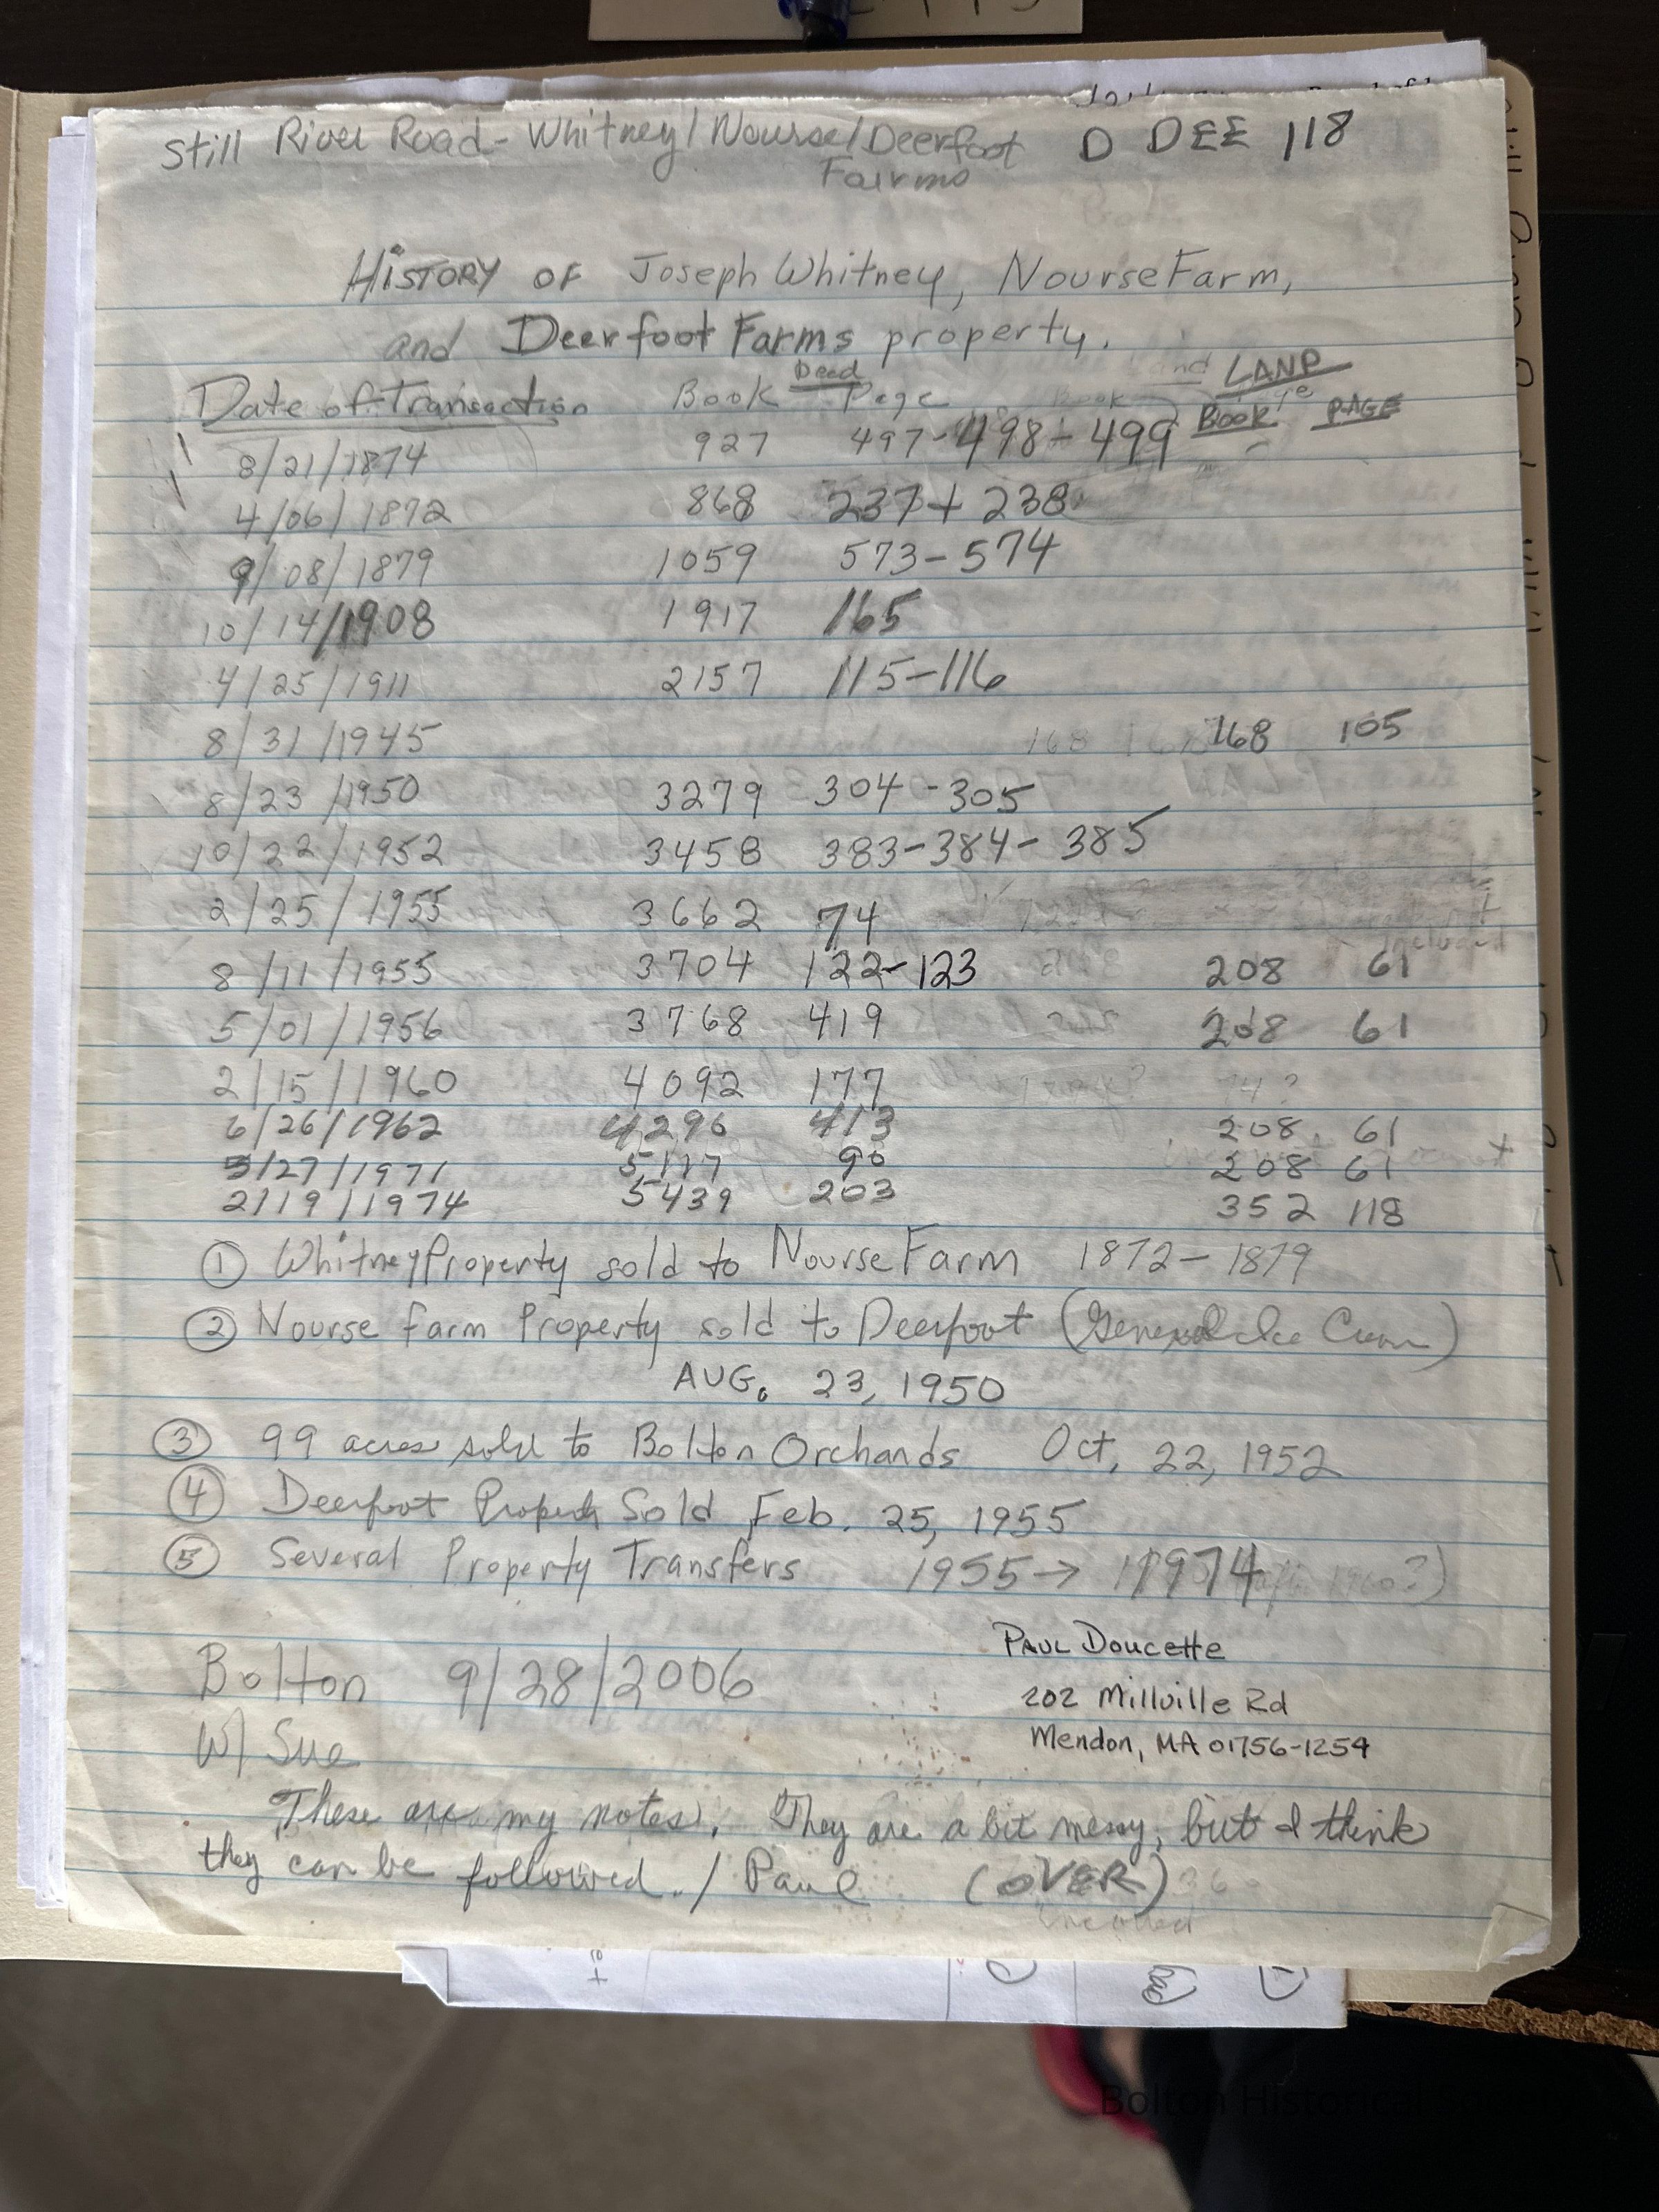 Still River Road - Whitney/Nourse/Deerfoot D DEE 118
Fairms
HISTORY OF Joseph Whitney, Nourse Farm,
and Deerfoot Farms property.
Deed LAND
Date of Transaction Book Page Book PAGE
8/21/1874 927 497-498-499
4/06/1872 868 237+238
9/08/1879 1059 573-574
10/14/1908 1917 165
4/25/1911 2157 115-116
8/31/1945 168 105
8/23/1950 3279 304-305
10/22/1952 3458 383-384-385
2/25/1955 3662 74
8/11/1955 3704 122-123 208 61
5/01/1956 3768 419 208 61
2/15/1960 4092 177
6/26/1962 4296 413 208 61
5/27/1971 5117 90 208 61
2/19/1974 5439 203 352 118
① Whitney Property sold to Nourse Farm 1872-1879
② Nourse Farm Property sold to Deerfoot (General Ice Cream)
AUG. 23, 1950
③ 99 acres sold to Bolton Orchards Oct, 22, 1952
④ Deerfoot Property Sold Feb. 25, 1955
⑤ Several Property Transfers 1955 → 1974
Bolton 9/28/2006
W/ Sue
PAUL Doucette
202 Millville Rd
Mendon, MA 01756-1254
These are my notes. They are a bit messy, but I think
they can be followed. / Paul (OVER)
Bolton Historical